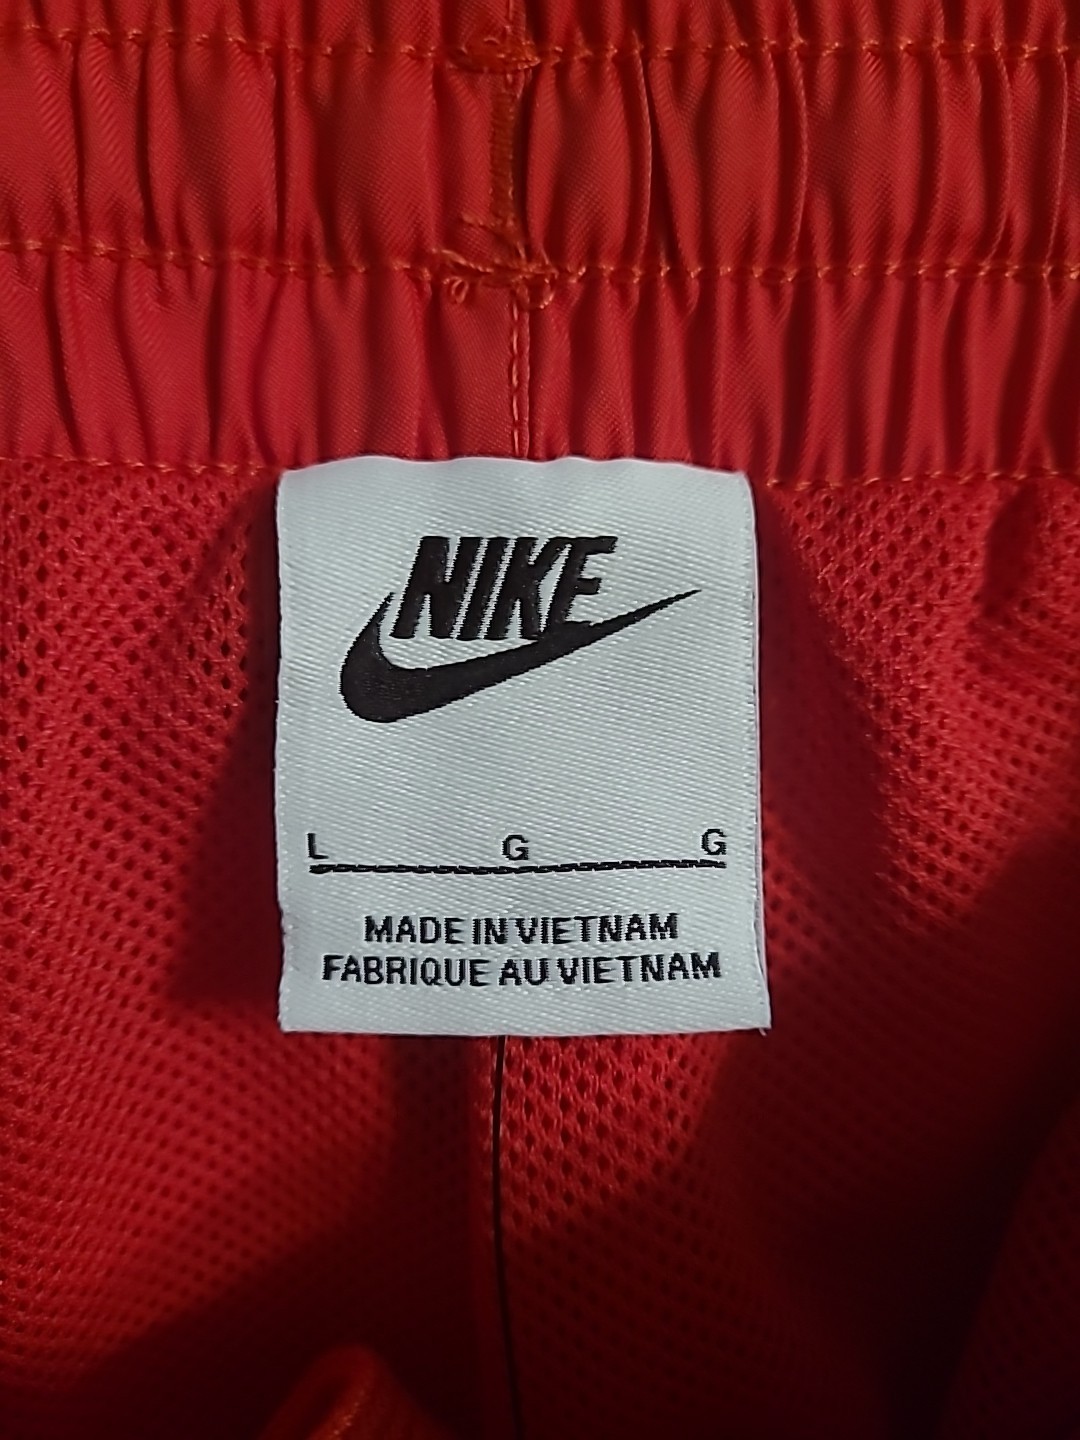 NIKE
L G G
MADE IN VIETNAM
FABRIQUE AU VIETNAM